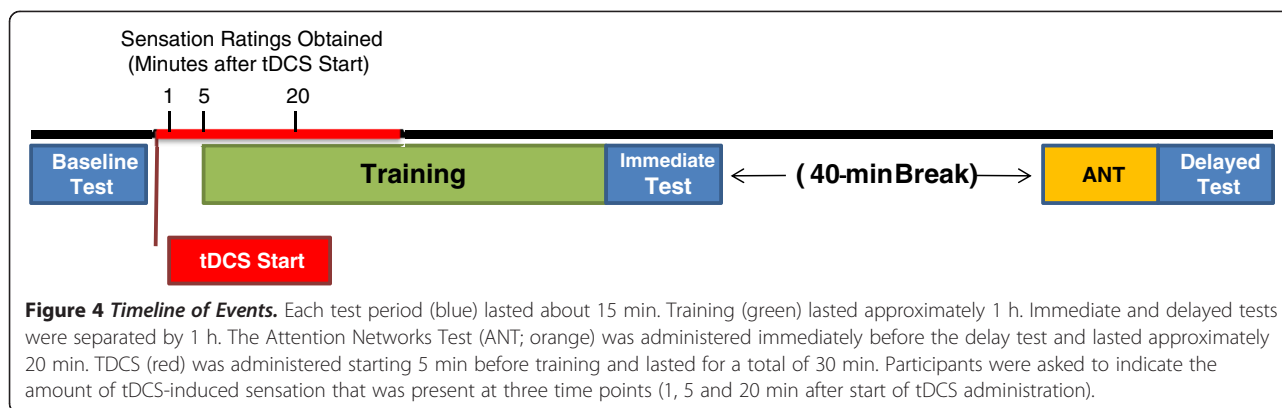 Sensation Ratings Obtained
(Minutes after tDCS Start)
1 5 20
Baseline
Test
Training
Immediate
Test
( 40-minBreak)
ANT
Delayed
Test
tDCS Start
Figure 4 Timeline of Events. Each test period (blue) lasted about 15 min. Training (green) lasted approximately 1 h. Immediate and delayed tests
were separated by 1 h. The Attention Networks Test (ANT; orange) was administered immediately before the delay test and lasted approximately
20 min. TDCS (red) was administered starting 5 min before training and lasted for a total of 30 min. Participants were asked to indicate the
amount of tDCS-induced sensation that was present at three time points (1, 5 and 20 min after start of tDCS administration).